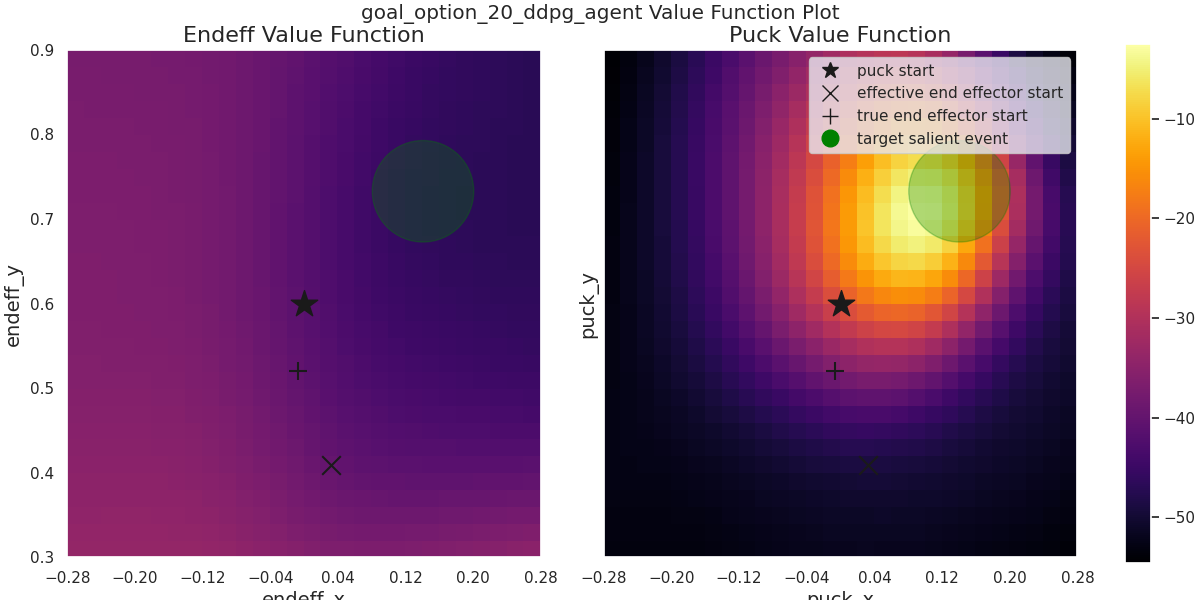 goal_option_20_ddpg_agent Value Function Plot
Endeff Value Function
Puck Value Function
0.9
0.8
0.7
0.6
0.5
0.4
0.3
endeff_y
−0.28 −0.20 −0.12 −0.04 0.04 0.12 0.20 0.28
endeff_x
puck_y
puck start
effective end effector start
true end effector start
target salient event
−0.28 −0.20 −0.12 −0.04 0.04 0.12 0.20 0.28
puck_x
−10
−20
−30
−40
−50